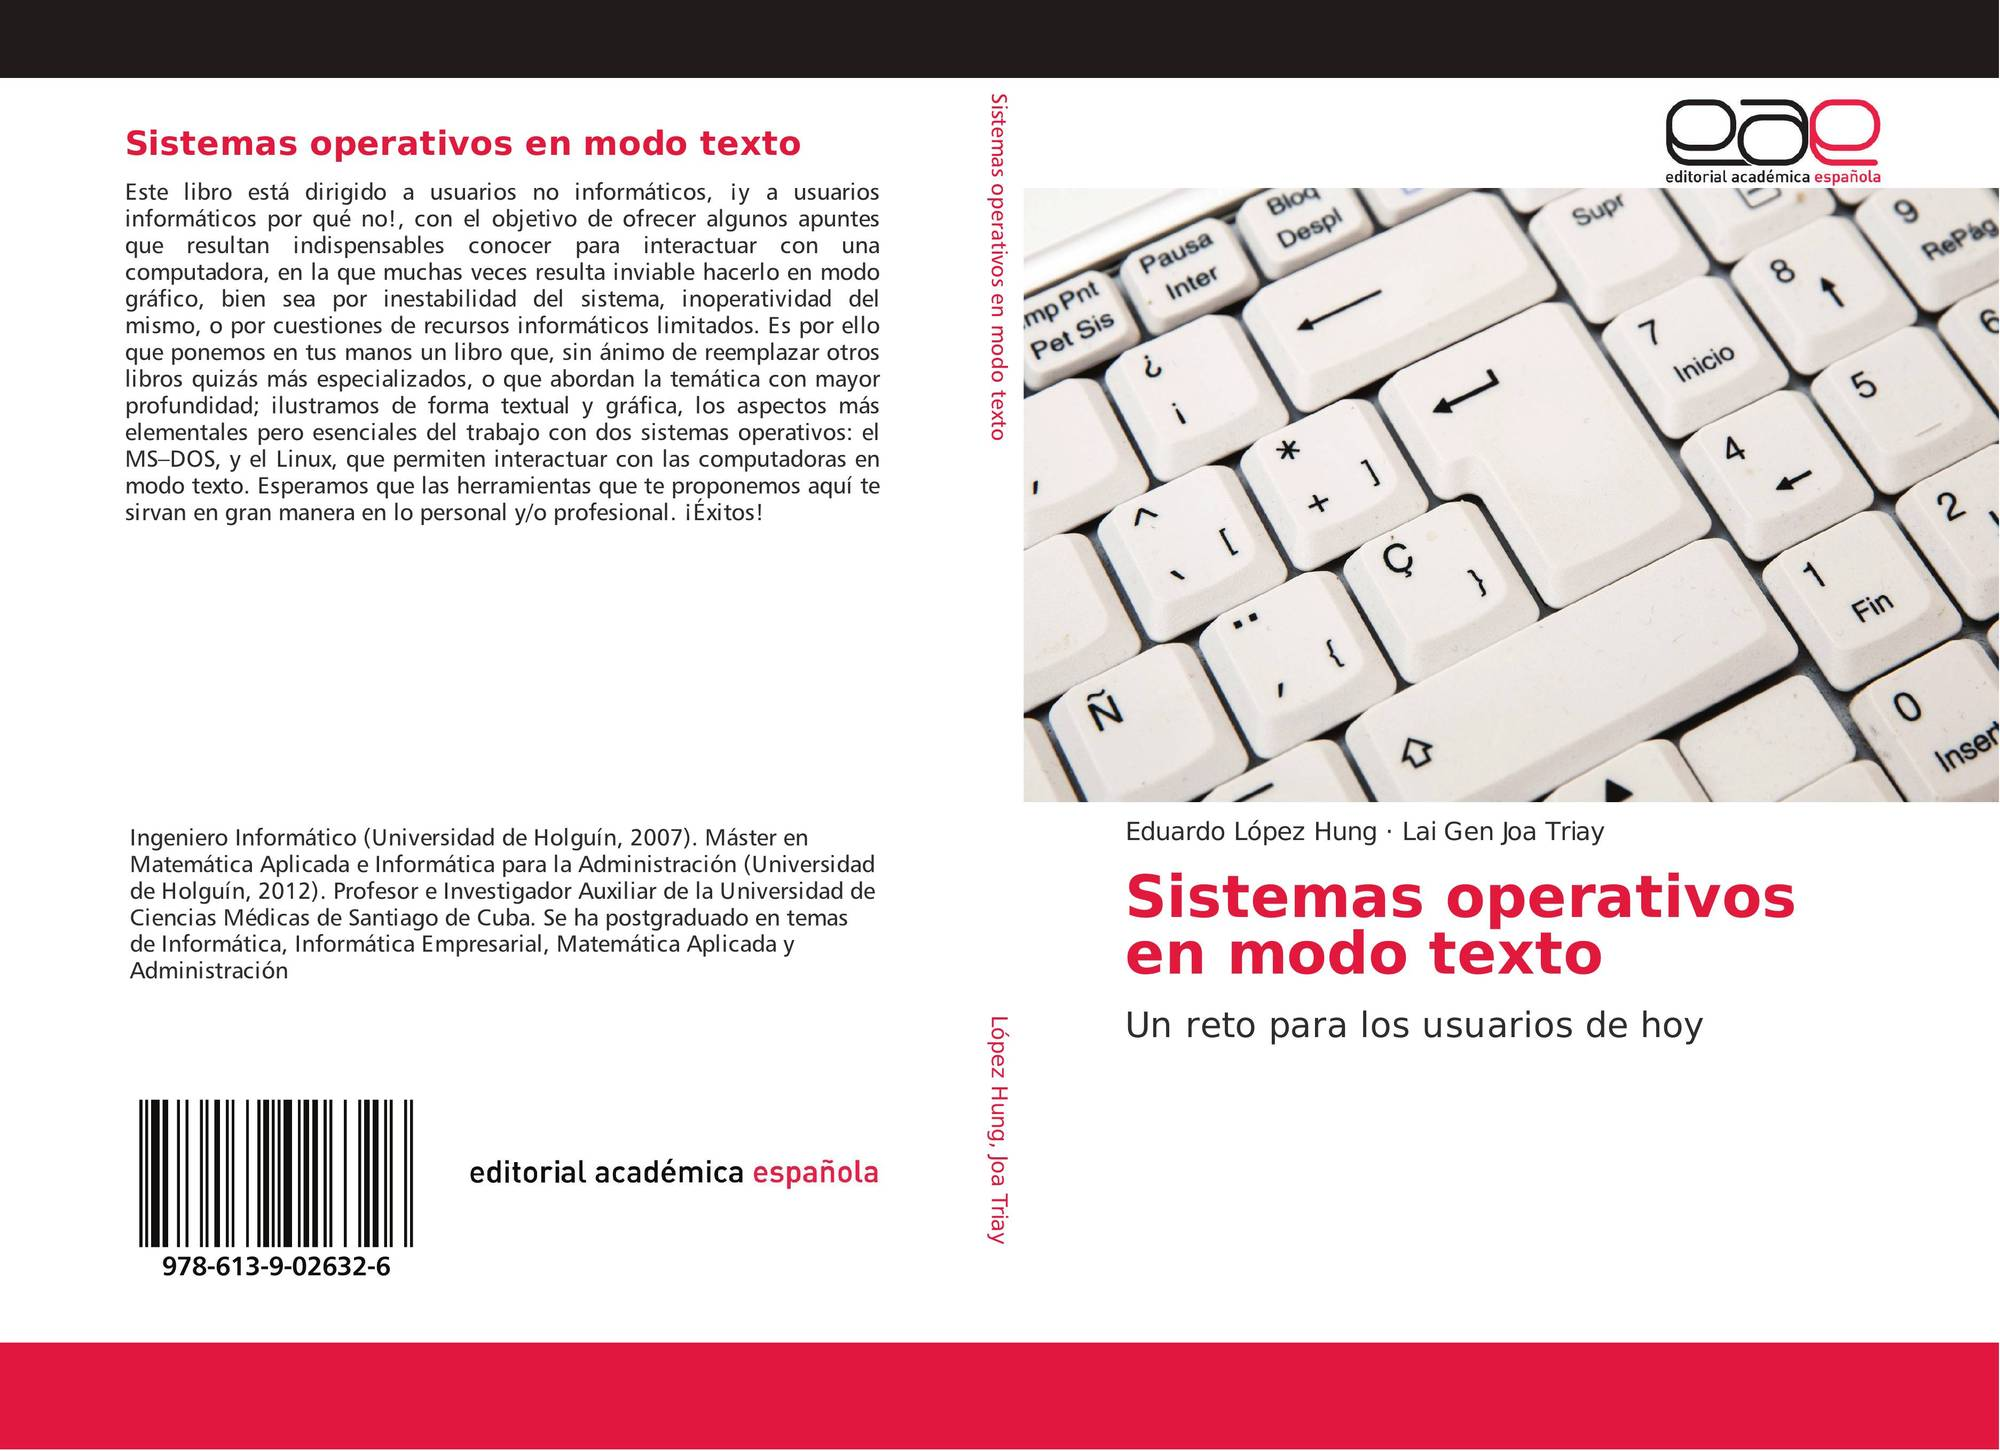 Sistemas operativos en modo texto
Este libro está dirigido a usuarios no informáticos, ¡y a usuarios
informáticos por qué no!, con el objetivo de ofrecer algunos apuntes
que resultan indispensables conocer para interactuar con una
computadora, en la que muchas veces resulta inviable hacerlo en modo
gráfico, bien sea por inestabilidad del sistema, inoperatividad del
mismo, o por cuestiones de recursos informáticos limitados. Es por ello
que ponemos en tus manos un libro que, sin ánimo de reemplazar otros
libros quizás más especializados, o que abordan la temática con mayor
profundidad; ilustramos de forma textual y gráfica, los aspectos más
elementales pero esenciales del trabajo con dos sistemas operativos: el
MS–DOS, y el Linux, que permiten interactuar con las computadoras en
modo texto. Esperamos que las herramientas que te proponemos aquí te
sirvan en gran manera en lo personal y/o profesional. ¡Éxitos!
Ingeniero Informático (Universidad de Holguín, 2007). Máster en
Matemática Aplicada e Informática para la Administración (Universidad
de Holguín, 2012). Profesor e Investigador Auxiliar de la Universidad de
Ciencias Médicas de Santiago de Cuba. Se ha postgraduado en temas
de Informática, Informática Empresarial, Matemática Aplicada y
Administración
978-613-9-02632-6
editorial académica española
Sistemas operativos en modo texto
López Hung, Joa Triay
eae
editorial académica española
Bloq
Despl
Pausa
Inter
mp Pnt
Pet Sis
Supr
9
RePág
8
7
Inicio
6
5
4
2
1
Fin
0
Insert
¿
¡
*
+ ]
^
[
` 
Ç
}
¨
{
´
Ñ
Eduardo López Hung · Lai Gen Joa Triay
Sistemas operativos
en modo texto
Un reto para los usuarios de hoy